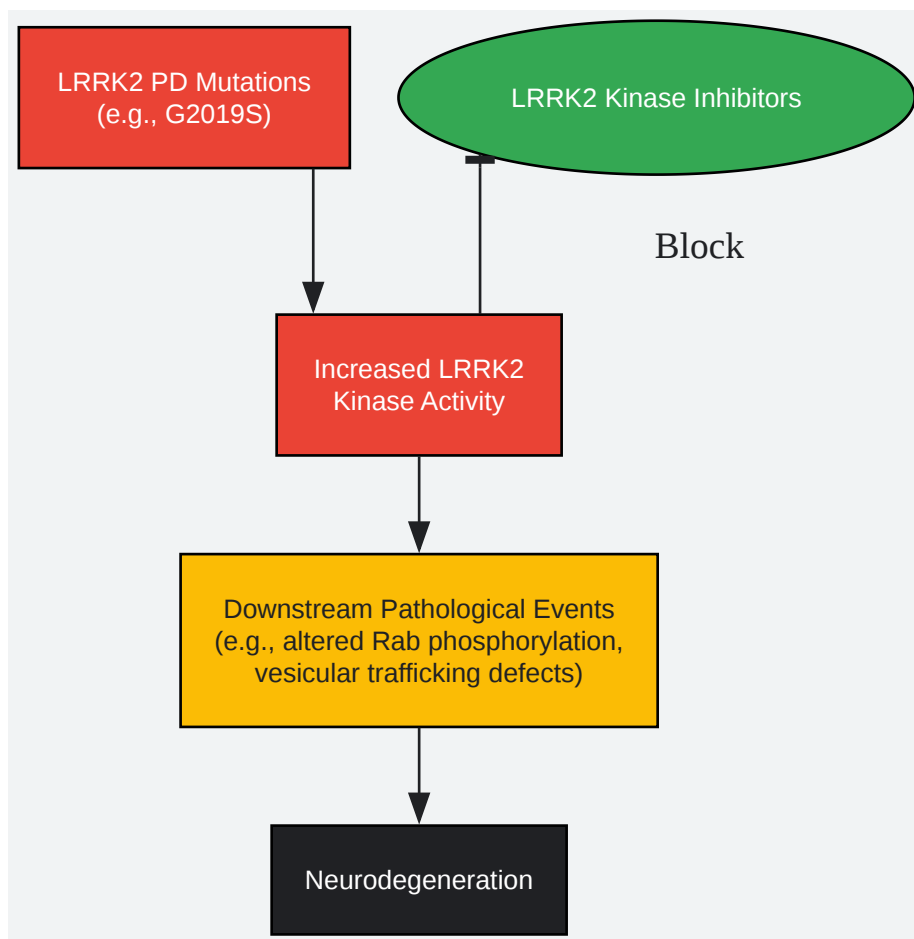 LRRK2 PD Mutations
(e.g., G2019S)
LRRK2 Kinase Inhibitors
Block
Increased LRRK2
Kinase Activity
Downstream Pathological Events
(e.g., altered Rab phosphorylation,
vesicular trafficking defects)
Neurodegeneration